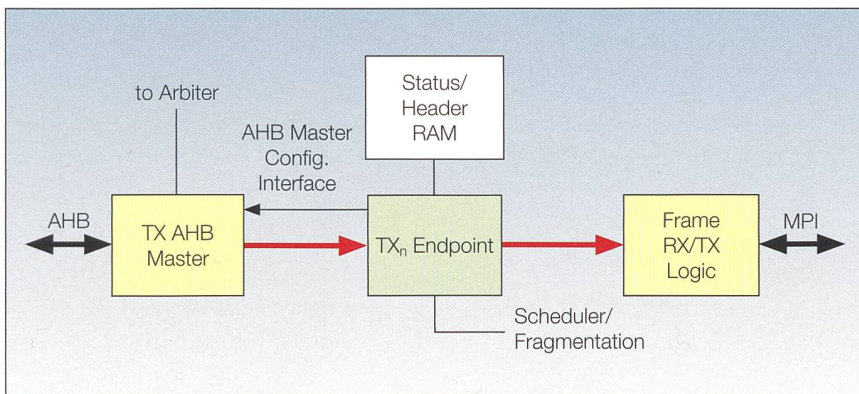 Status/
Header
RAM
to Arbiter
AHB Master
Config.
Interface
AHB
TX AHB
Master
TXn Endpoint
Frame
RX/TX
Logic
MPI
Scheduler/
Fragmentation